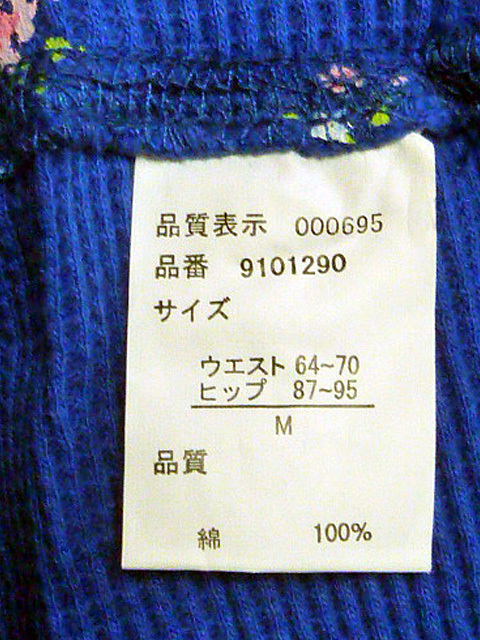 品質表示 000695
品番 9101290
サイズ
ウエスト 64~70
ヒップ 87~95
M
品質
綿 100%